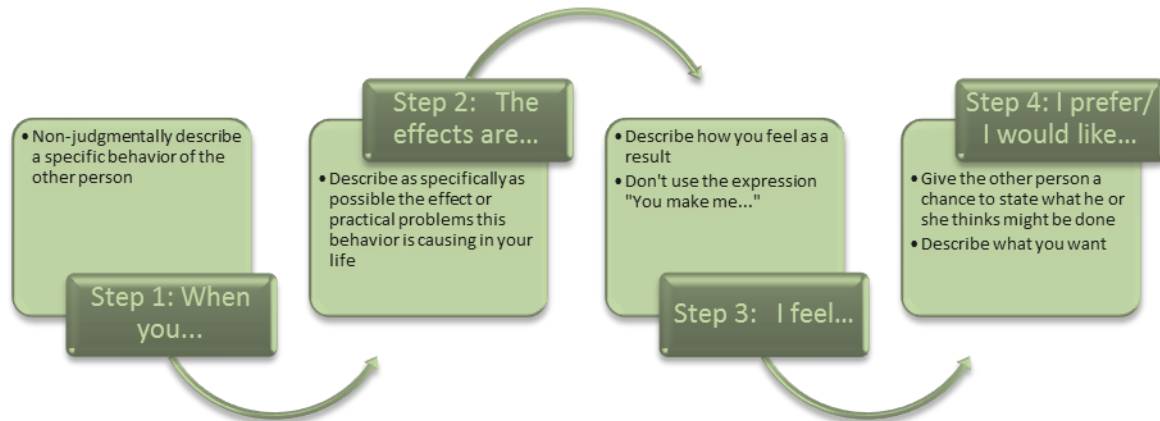 • Non-judgmentally describe
a specific behavior of the
other person
Step 1: When
you...
Step 2:   The
effects are...
• Describe as specifically as
possible the effect or
practical problems this
behavior is causing in your
life
• Describe how you feel as a
result
• Don't use the expression
"You make me..."
Step 3:   I feel...
Step 4: I prefer/
I would like...
• Give the other person a
chance to state what he or
she thinks might be done
• Describe what you want